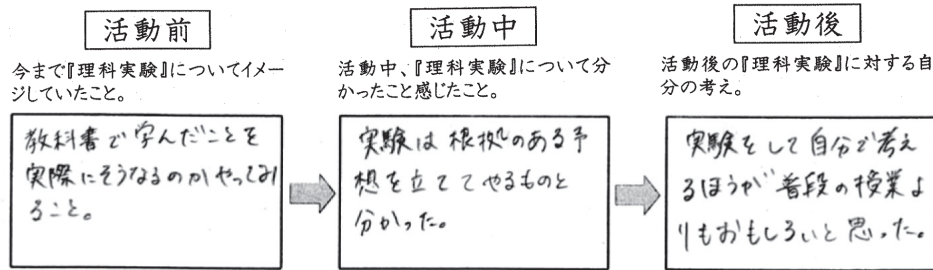 活動前
今まで『理科実験』についてイメー
ジしていたこと。
教科書で学んだことを
実際にそうなるのかやってみ
ること。
活動中
活動中、『理科実験』について分
かったこと感じたこと。
実験は根拠のある予
想を立ててやるものと
分かった。
活動後
活動後の『理科実験』に対する自
分の考え。
実験をして自分で考え
るほうが普段の授業よ
りもおもしろいと思った。